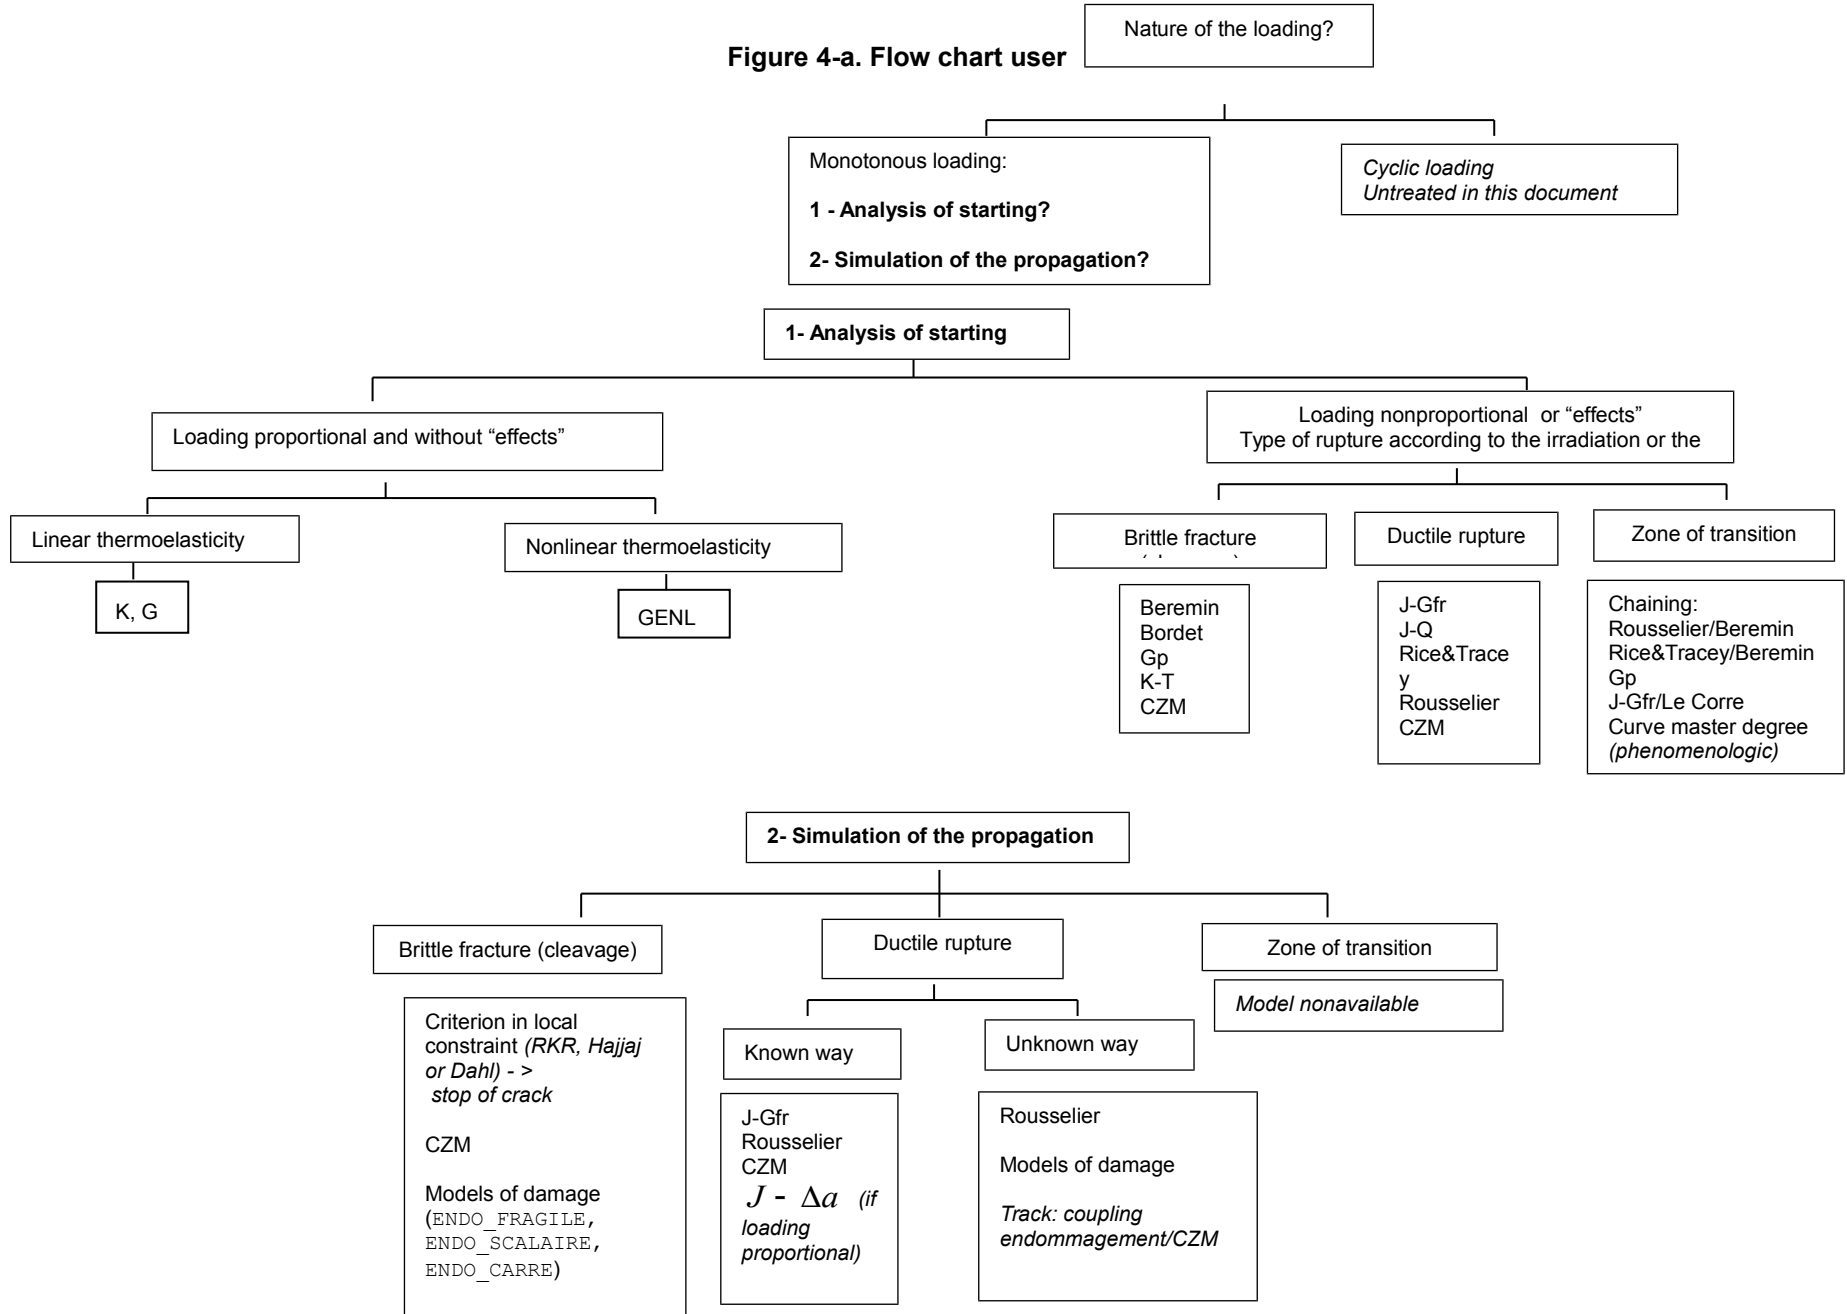 Nature of the loading?
Figure 4-a. Flow chart user
Monotonous loading:
1 - Analysis of starting?
2- Simulation of the propagation?
Cyclic loading
Untreated in this document
1- Analysis of starting
Loading proportional and without “effects”
Loading nonproportional or “effects”
Type of rupture according to the irradiation or the
Linear thermoelasticity
Nonlinear thermoelasticity
K, G
GENL
Brittle fracture
Ductile rupture
Zone of transition
Beremin
Bordet
Gp
K-T
CZM
J-Gfr
J-Q
Rice&Trace
y
Rousselier
CZM
Chaining:
Rousselier/Beremin
Rice&Tracey/Beremin
Gp
J-Gfr/Le Corre
Curve master degree
(phenomenologic)
2- Simulation of the propagation
Brittle fracture (cleavage)
Ductile rupture
Zone of transition
Model nonavailable
Criterion in local
constraint (RKR, Hajjaj
or Dahl) - >
stop of crack
CZM
Models of damage
(ENDO_FRAGILE,
ENDO_SCALAIRE,
ENDO_CARRE)
Known way
Unknown way
J-Gfr
Rousselier
CZM
J - Δa (if
loading
proportional)
Rousselier
Models of damage
Track: coupling
endommagement/CZM